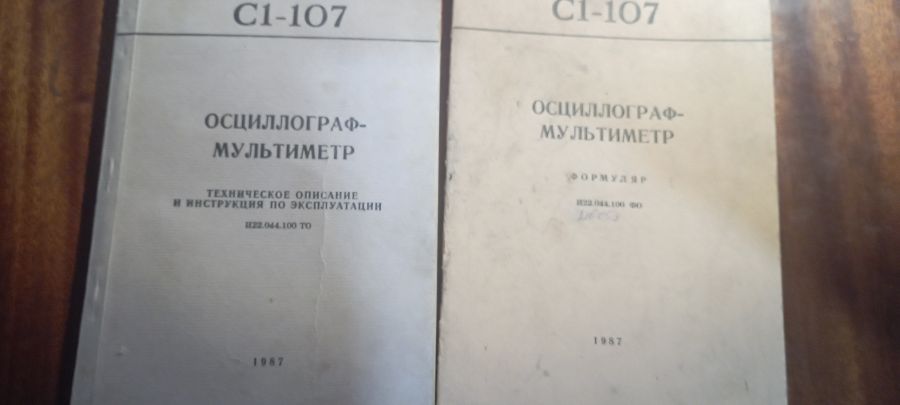 С1-107
ОСЦИЛЛОГРАФ-
МУЛЬТИМЕТР
ТЕХНИЧЕСКОЕ ОПИСАНИЕ
И ИНСТРУКЦИЯ ПО ЭКСПЛУАТАЦИИ
И22.044.100 ТО
1987
С1-107
ОСЦИЛЛОГРАФ-
МУЛЬТИМЕТР
ФОРМУЛЯР
И22.044.100 ФО
1987